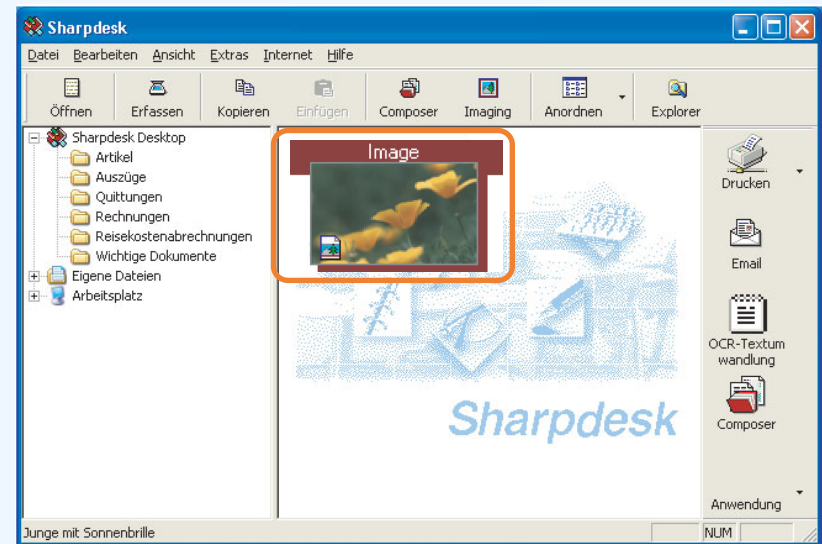 Sharpdesk
Datei Bearbeiten Ansicht Extras Internet Hilfe
Öffnen Erfassen Kopieren Einfügen Composer Imaging Anordnen Explorer
Sharpdesk Desktop
Artikel
Auszüge
Quittungen
Rechnungen
Reisekostenabrechnungen
Wichtige Dokumente
Eigene Dateien
Arbeitsplatz
Image
Sharpdesk
Drucken
Email
OCR-Textum
wandlung
Composer
Anwendung
Junge mit Sonnenbrille NUM